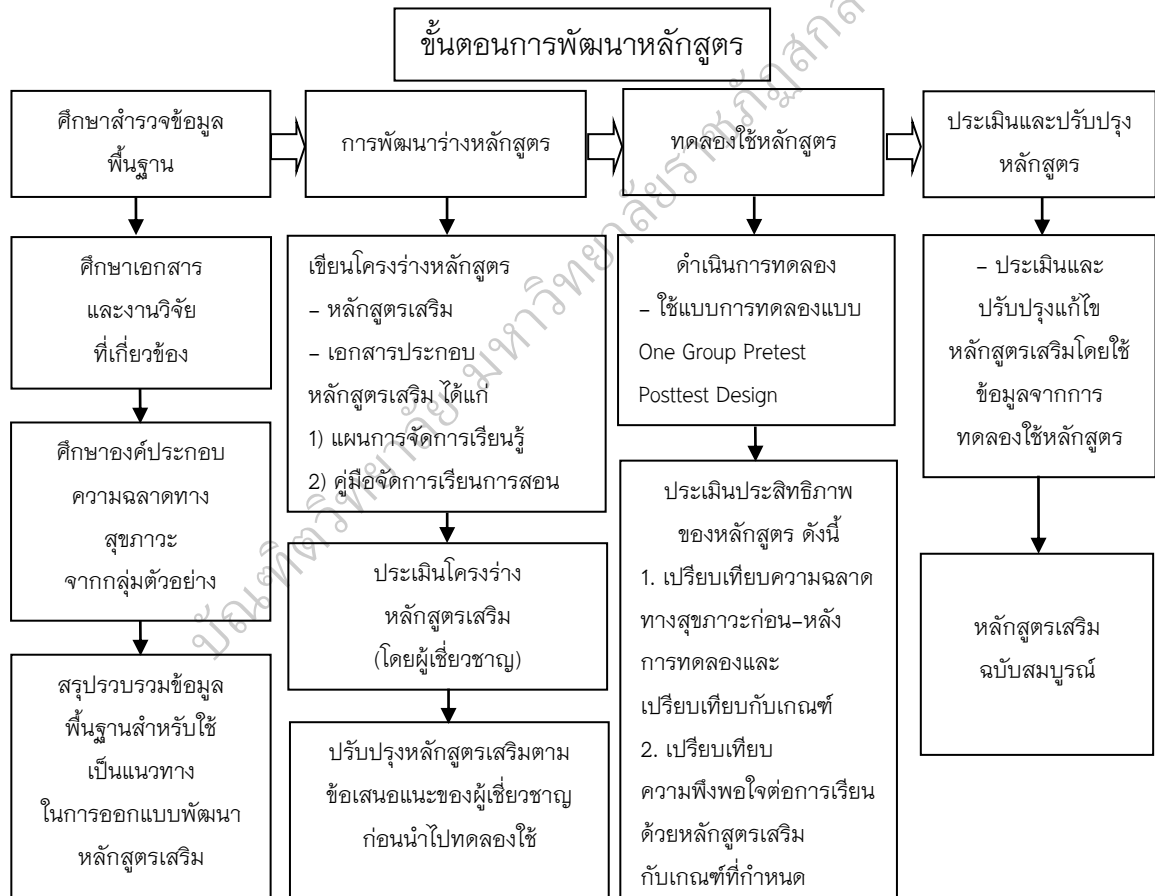 ขั้นตอนการพัฒนาหลักสูตร
ศึกษาสำรวจข้อมูล
พื้นฐาน
ศึกษาเอกสาร
และงานวิจัย
ที่เกี่ยวข้อง
ศึกษาองค์ประกอบ
ความฉลาดทาง
สุขภาวะ
จากกลุ่มตัวอย่าง
สรุปรวบรวมข้อมูล
พื้นฐานสำหรับใช้
เป็นแนวทาง
ในการออกแบบพัฒนา
หลักสูตรเสริม
การพัฒนาร่างหลักสูตร
เขียนโครงร่างหลักสูตร
– หลักสูตรเสริม
– เอกสารประกอบ
หลักสูตรเสริม ได้แก่
1) แผนการจัดการเรียนรู้
2) คู่มือจัดการเรียนการสอน
ประเมินโครงร่าง
หลักสูตรเสริม
(โดยผู้เชี่ยวชาญ)
ปรับปรุงหลักสูตรเสริมตาม
ข้อเสนอแนะของผู้เชี่ยวชาญ
ก่อนนำไปทดลองใช้
ทดลองใช้หลักสูตร
ดำเนินการทดลอง
– ใช้แบบการทดลองแบบ
One Group Pretest
Posttest Design
ประเมินประสิทธิภาพ
ของหลักสูตร ดังนี้
1. เปรียบเทียบความฉลาด
ทางสุขภาวะก่อน–หลัง
การทดลองและ
เปรียบเทียบกับเกณฑ์
2. เปรียบเทียบ
ความพึงพอใจต่อการเรียน
ด้วยหลักสูตรเสริม
กับเกณฑ์ที่กำหนด
ประเมินและปรับปรุง
หลักสูตร
– ประเมินและ
ปรับปรุงแก้ไข
หลักสูตรเสริมโดยใช้
ข้อมูลจากการ
ทดลองใช้หลักสูตร
หลักสูตรเสริม
ฉบับสมบูรณ์
บัณฑิตวิทยาลัย มหาวิทยาลัยราชภัฏสกล